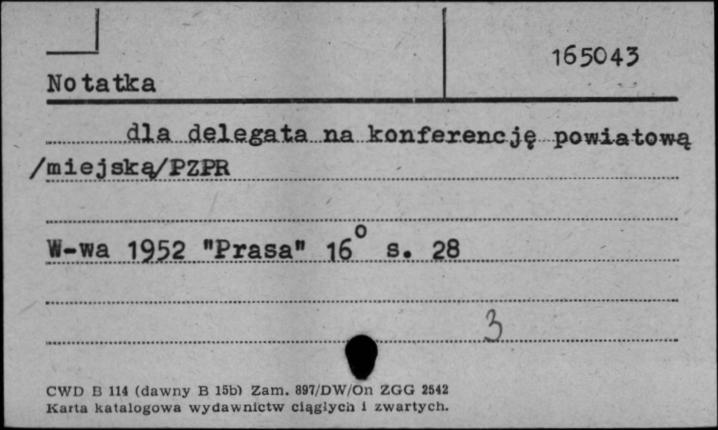 165043
Notatka
dla delegata na konferencję powiatową
/miejską/PZPR
W-wa 1952 "Prasa" 16° s. 28
3
CWD B 114 (dawny B 15b) Zam. 897/DW/On ZGG 2542
Karta katalogowa wydawnictw ciągłych i zwartych.